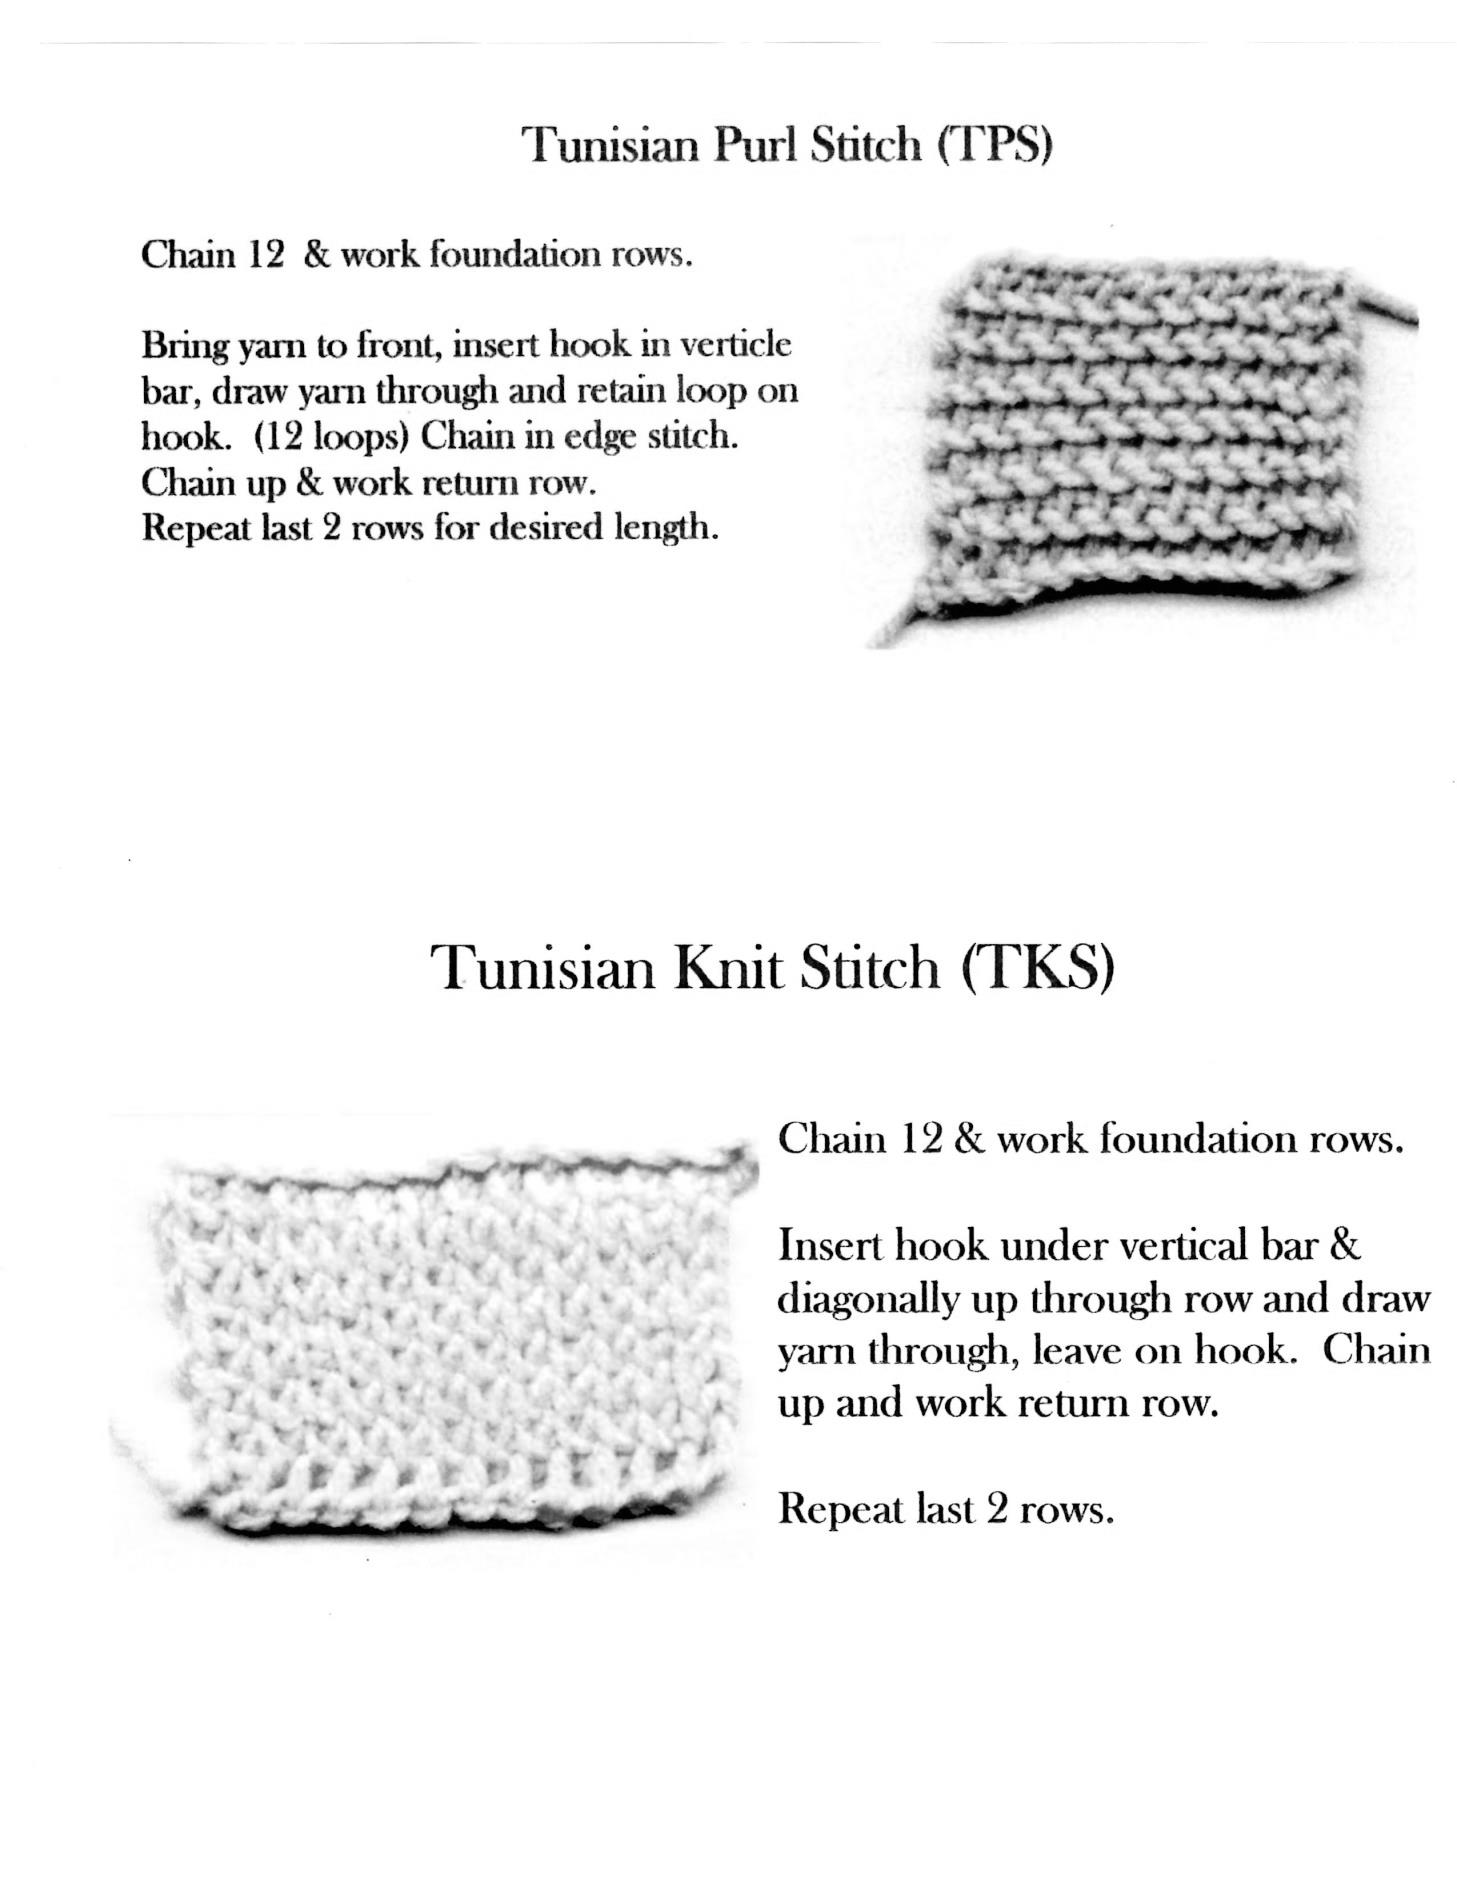 Tunisian Purl Stitch (TPS)
Chain 12 & work foundation rows.
Bring yarn to front, insert hook in verticle
bar, draw yarn through and retain loop on
hook. (12 loops) Chain in edge stitch.
Chain up & work return row.
Repeat last 2 rows for desired length.
Tunisian Knit Stitch (TKS)
Chain 12 & work foundation rows.
Insert hook under vertical bar &
diagonally up through row and draw
yarn through, leave on hook. Chain
up and work return row.
Repeat last 2 rows.